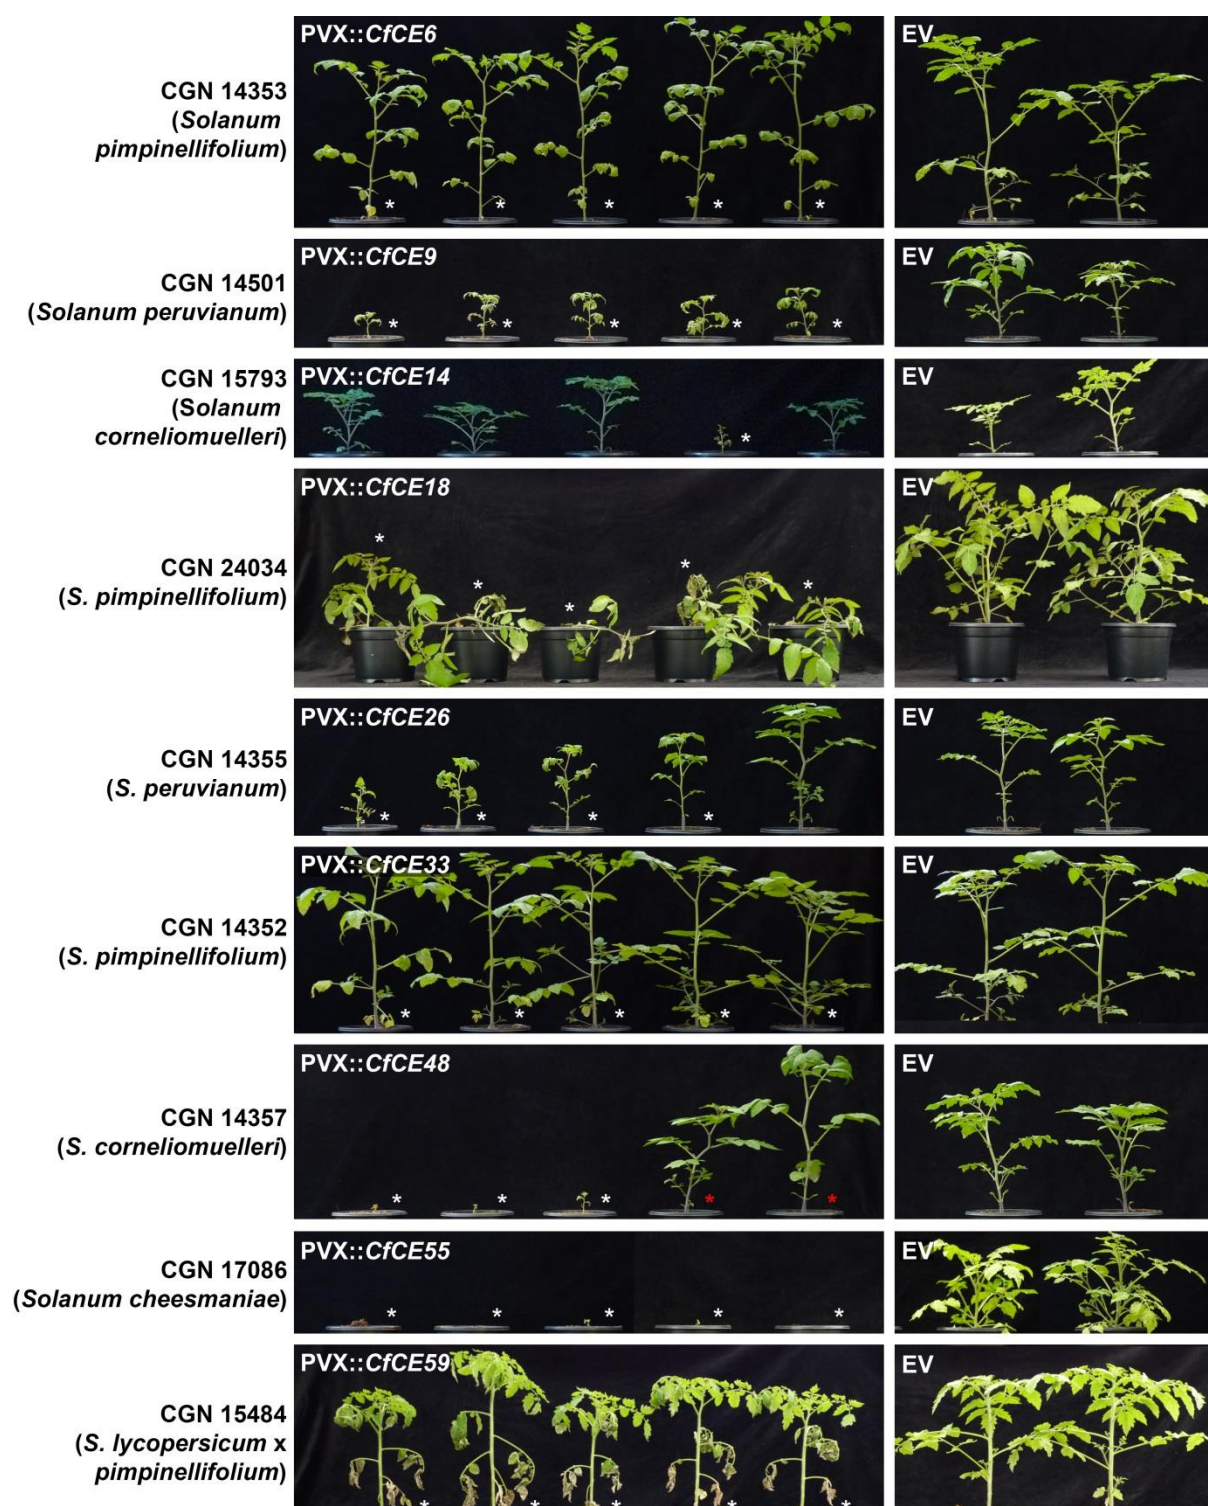 PVX::CfCE6
EV
CGN 14353
(Solanum
pimpinellifolium)
* * * * *
PVX::CfCE9
EV
CGN 14501
(Solanum peruvianum)
* * * * *
PVX::CfCE14
EV
CGN 15793
(Solanum
corneliomuelleri)
*
PVX::CfCE18
EV
CGN 24034
(S. pimpinellifolium)
* * * * *
PVX::CfCE26
EV
CGN 14355
(S. peruvianum)
* * * *
PVX::CfCE33
EV
CGN 14352
(S. pimpinellifolium)
* * * * *
PVX::CfCE48
EV
CGN 14357
(S. corneliomuelleri)
* * * * *
PVX::CfCE55
EV
CGN 17086
(Solanum cheesmaniae)
* * * * *
PVX::CfCE59
EV
CGN 15484
(S. lycopersicum x
pimpinellifolium)
* * * * *